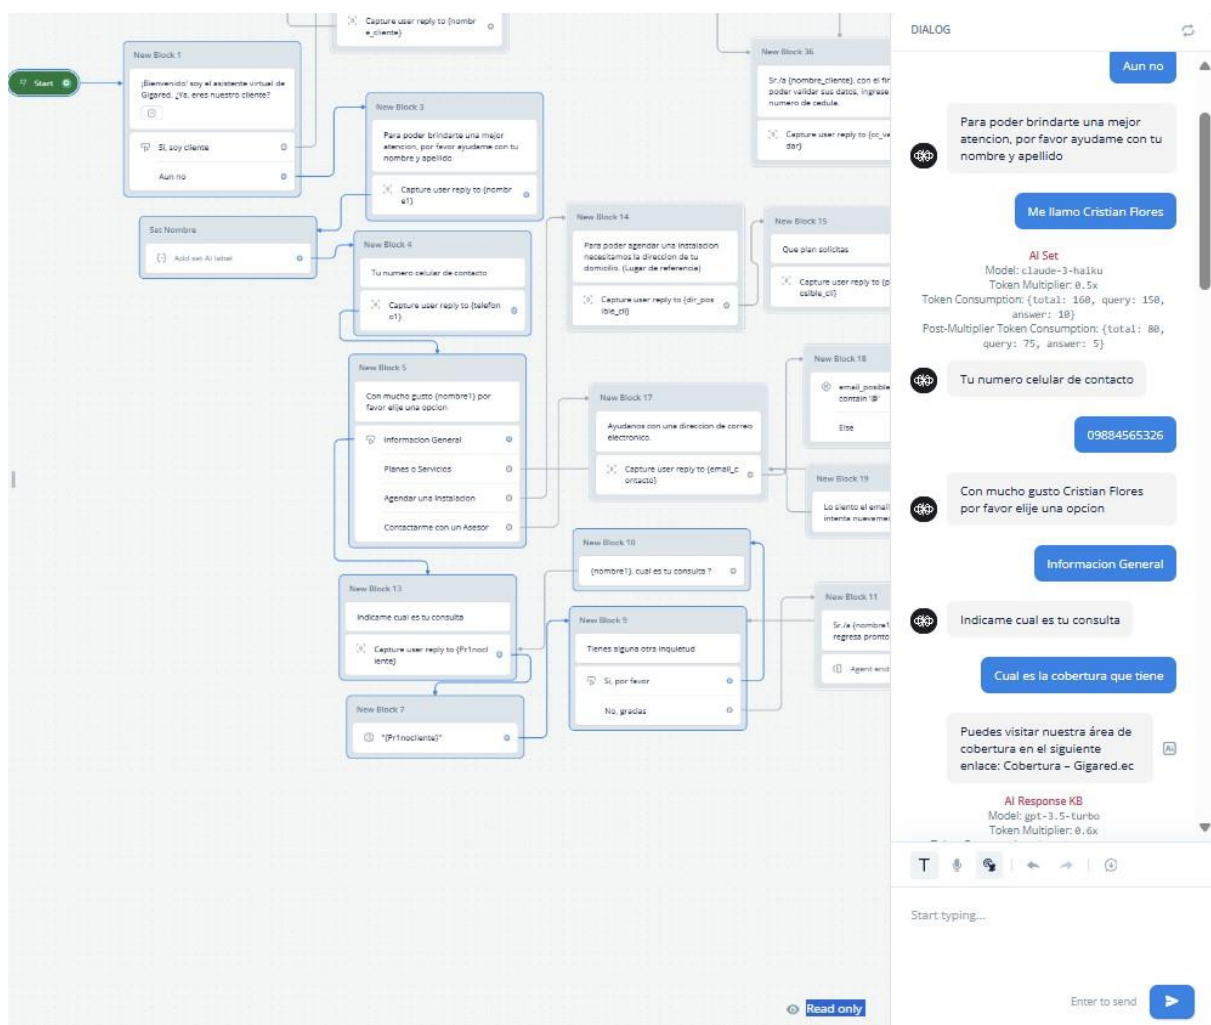 Capture user reply to {nombr
e_cliente}
New Block 1
¡Bienvenido! soy el asistente virtual de
Gigared. ¿Ya, eres nuestro cliente?
Si, soy cliente
Aun no
Start
New Block 3
Para poder brindarte una mejor
atencion, por favor ayudame con tu
nombre y apellido
Capture user reply to {nombr
e1}
Set Nombre
Add set AI label
New Block 4
Tu numero celular de contacto
Capture user reply to {telefon
o1}
New Block 5
Con mucho gusto {nombre1} por
favor elije una opcion
Informacion General
Planes o Servicios
Agendar una Instalacion
Contactarme con un Asesor
New Block 13
Indicame cual es tu consulta
Capture user reply to {Pr1nocl
iente}
New Block 7
"{Pr1nocliente}"
New Block 14
Para poder agendar una instalacion
necesitamos la direccion de tu
domicilio. (Lugar de referencia)
Capture user reply to {dir_pos
ible_cli}
New Block 17
Ayudanos con una direccion de correo
electronico.
Capture user reply to {email_c
ontacto}
New Block 10
{nombre1}, cual es tu consulta ?
New Block 9
Tienes alguna otra inquietud
Si, por favor
No, gracias
New Block 36
Sr./a {nombre_cliente}, con el fin
poder validar sus datos, ingrese
numero de cedula.
Capture user reply to {cc_va
dar}
New Block 15
Que plan solicitas
Capture user reply to {p
osible_cli}
New Block 18
email_posible
contain '@'
Else
New Block 19
Lo siento el email
intenta nuevamen
New Block 11
Sr./a {nombre1
regresa pronto
Agent end
Read only
DIALOG
Aun no
Para poder brindarte una mejor
atencion, por favor ayudame con tu
nombre y apellido
Me llamo Cristian Flores
AI Set
Model: claude-3-haiku
Token Multiplier: 0.5x
Token Consumption: {total: 160, query: 150,
answer: 10}
Post-Multiplier Token Consumption: {total: 80,
query: 75, answer: 5}
Tu numero celular de contacto
09884565326
Con mucho gusto Cristian Flores
por favor elije una opcion
Informacion General
Indicame cual es tu consulta
Cual es la cobertura que tiene
Puedes visitar nuestra área de
cobertura en el siguiente
enlace: Cobertura – Gigared.ec
AI Response KB
Model: gpt-3.5-turbo
Token Multiplier: 0.6x
T
Start typing...
Enter to send